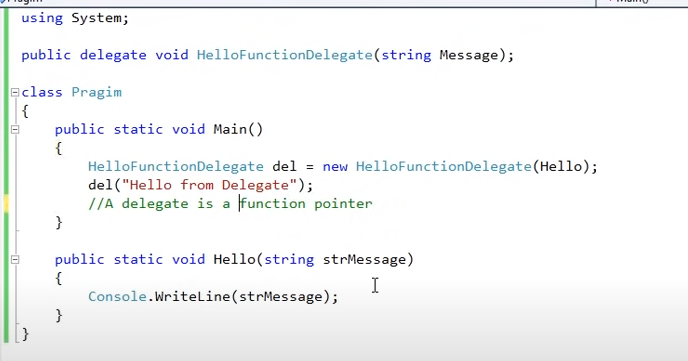 using System;
public delegate void HelloFunctionDelegate(string Message);
class Pragim
{
    public static void Main()
    {
        HelloFunctionDelegate del = new HelloFunctionDelegate(Hello);
        del("Hello from Delegate");
        //A delegate is a function pointer
    }
    public static void Hello(string strMessage)
    {
        Console.WriteLine(strMessage);
    }
}